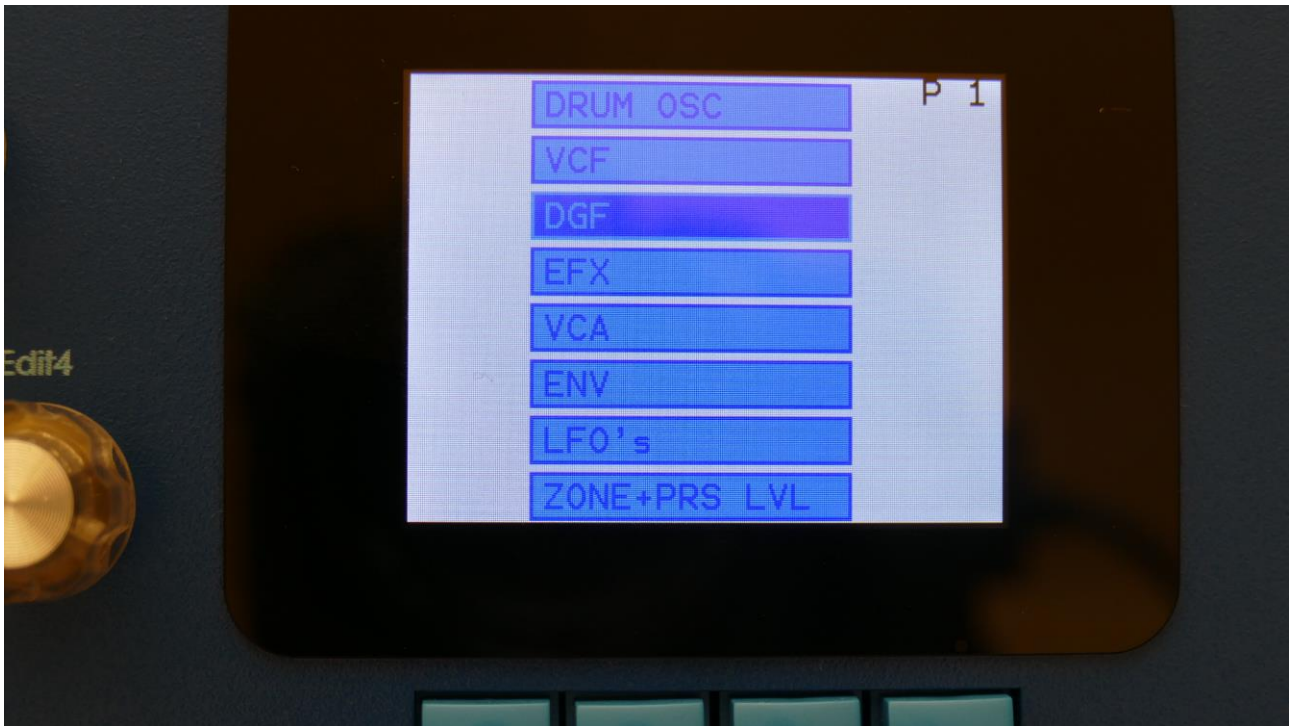 P 1
DRUM OSC
VCF
DGF
EFX
VCA
ENV
LFO's
ZONE+PRS LVL
Edit4